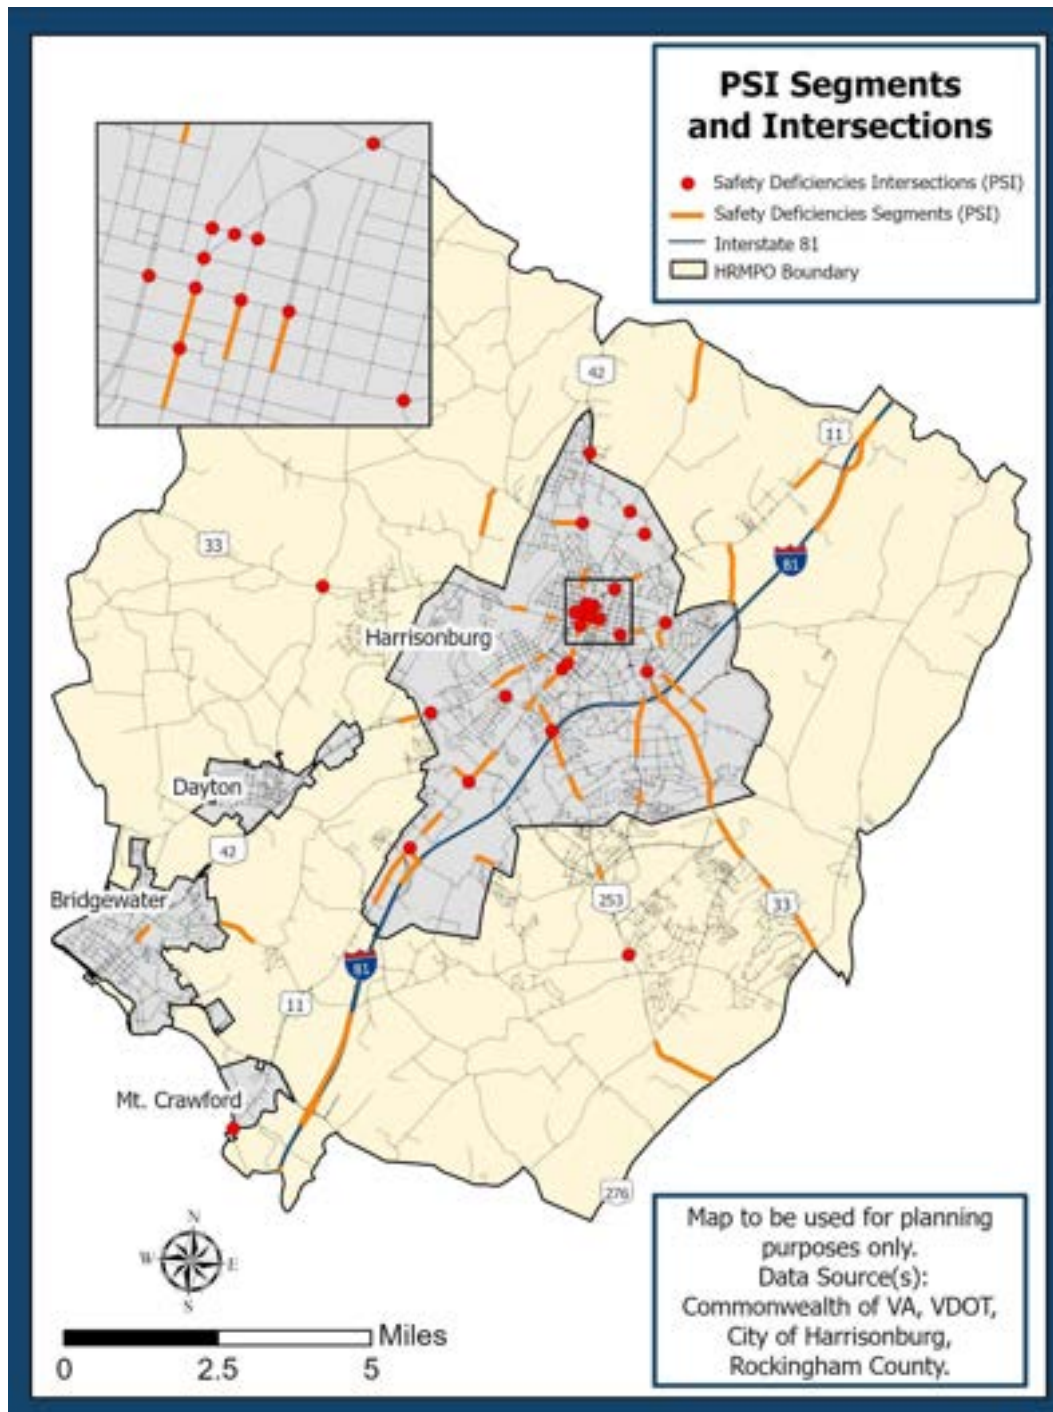 PSI Segments
and Intersections
Safety Deficiencies Intersections (PSI)
Safety Deficiencies Segments (PSI)
Interstate 81
HRMPO Boundary
42
11
33
81
Harrisonburg
Dayton
42
Bridgewater
253
33
81
11
Mt. Crawford
276
N
W E
S
Miles
0 2.5 5
Map to be used for planning
purposes only.
Data Source(s):
Commonwealth of VA, VDOT,
City of Harrisonburg,
Rockingham County.